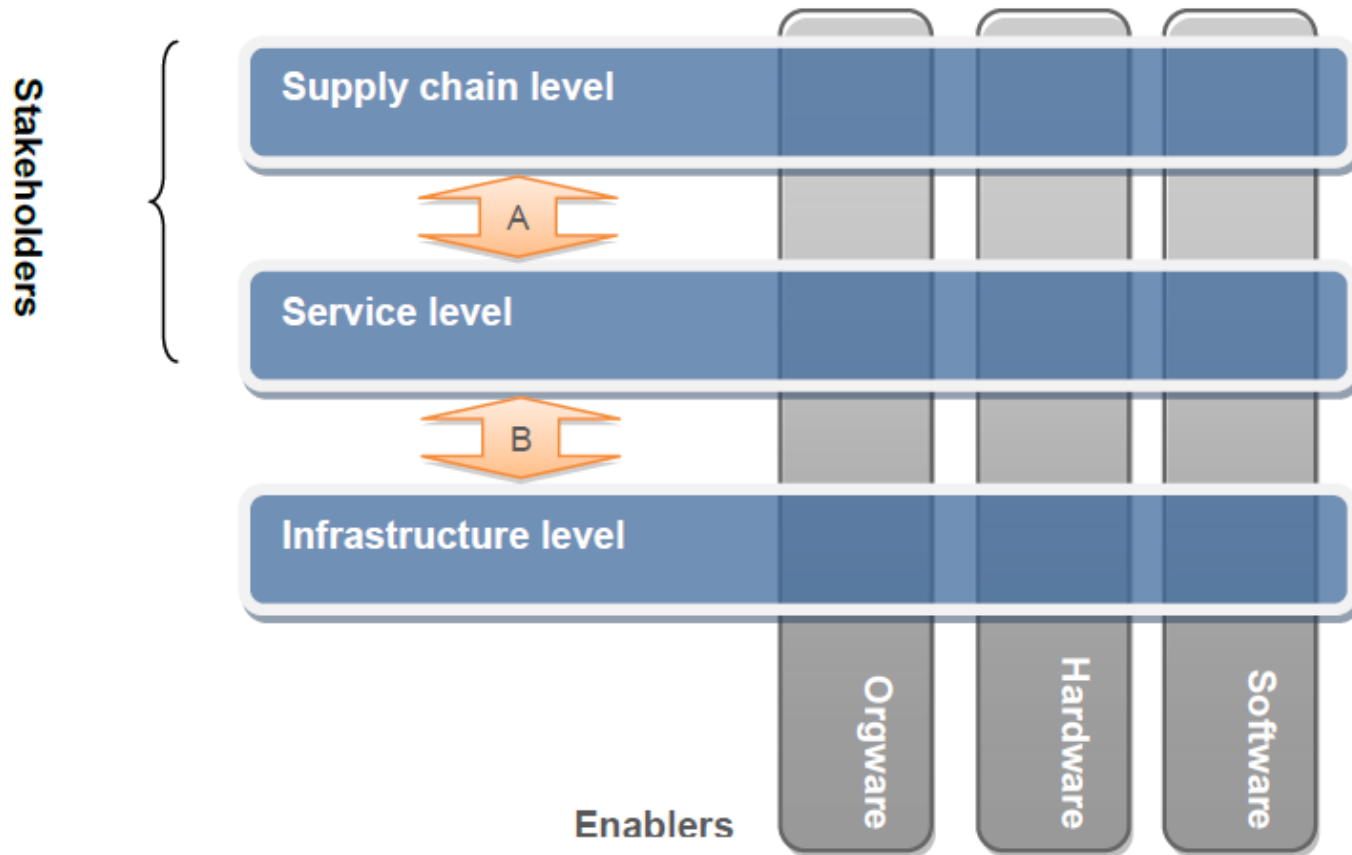 Stakeholders
Supply chain level
A
Service level
B
Infrastructure level
Orgware
Hardware
Software
Enablers